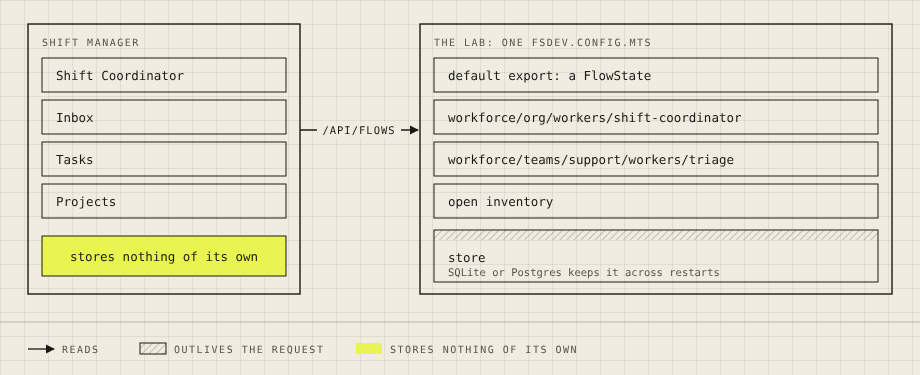 SHIFT MANAGER
Shift Coordinator
Inbox
Tasks
Projects
stores nothing of its own
/API/FLOWS
THE LAB: ONE FSDEV.CONFIG.MTS
default export: a FlowState
workforce/org/workers/shift-coordinator
workforce/teams/support/workers/triage
open inventory
store
SQLite or Postgres keeps it across restarts
READS
OUTLIVES THE REQUEST
STORES NOTHING OF ITS OWN